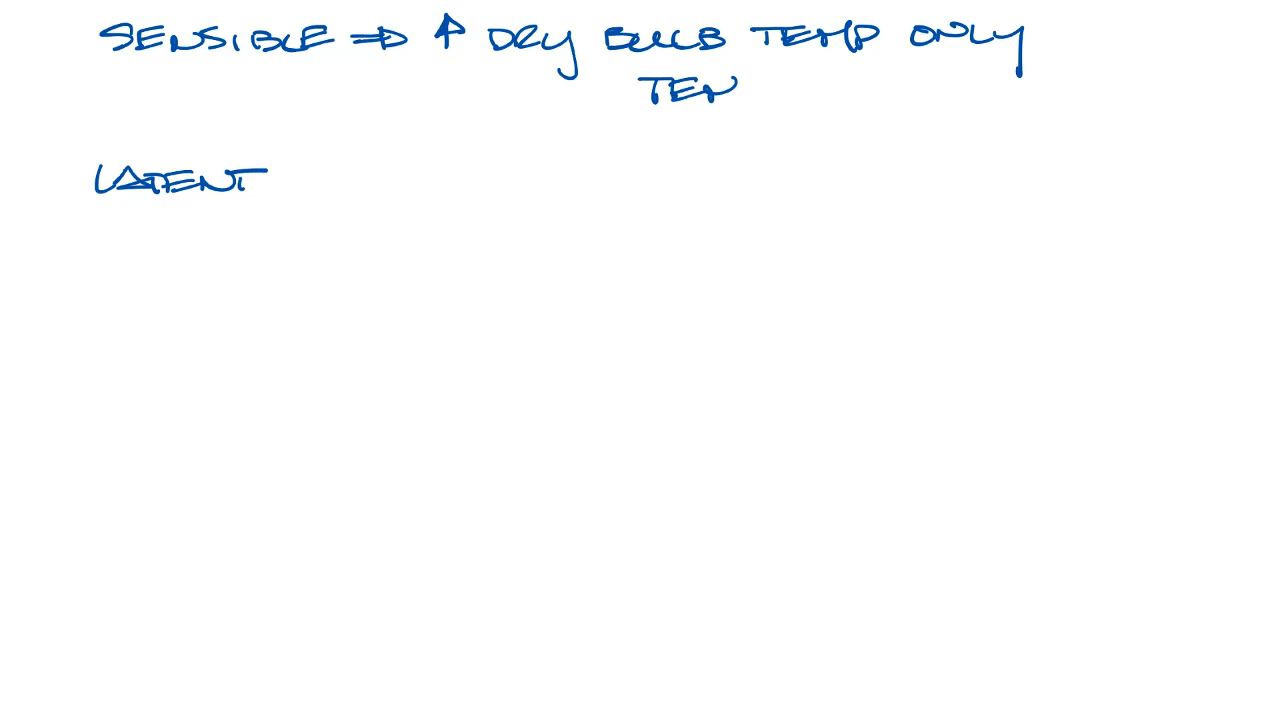 SENSIBLE ⇒ ↑ DRY BULB TEMP ONLY
TEN
LATENT